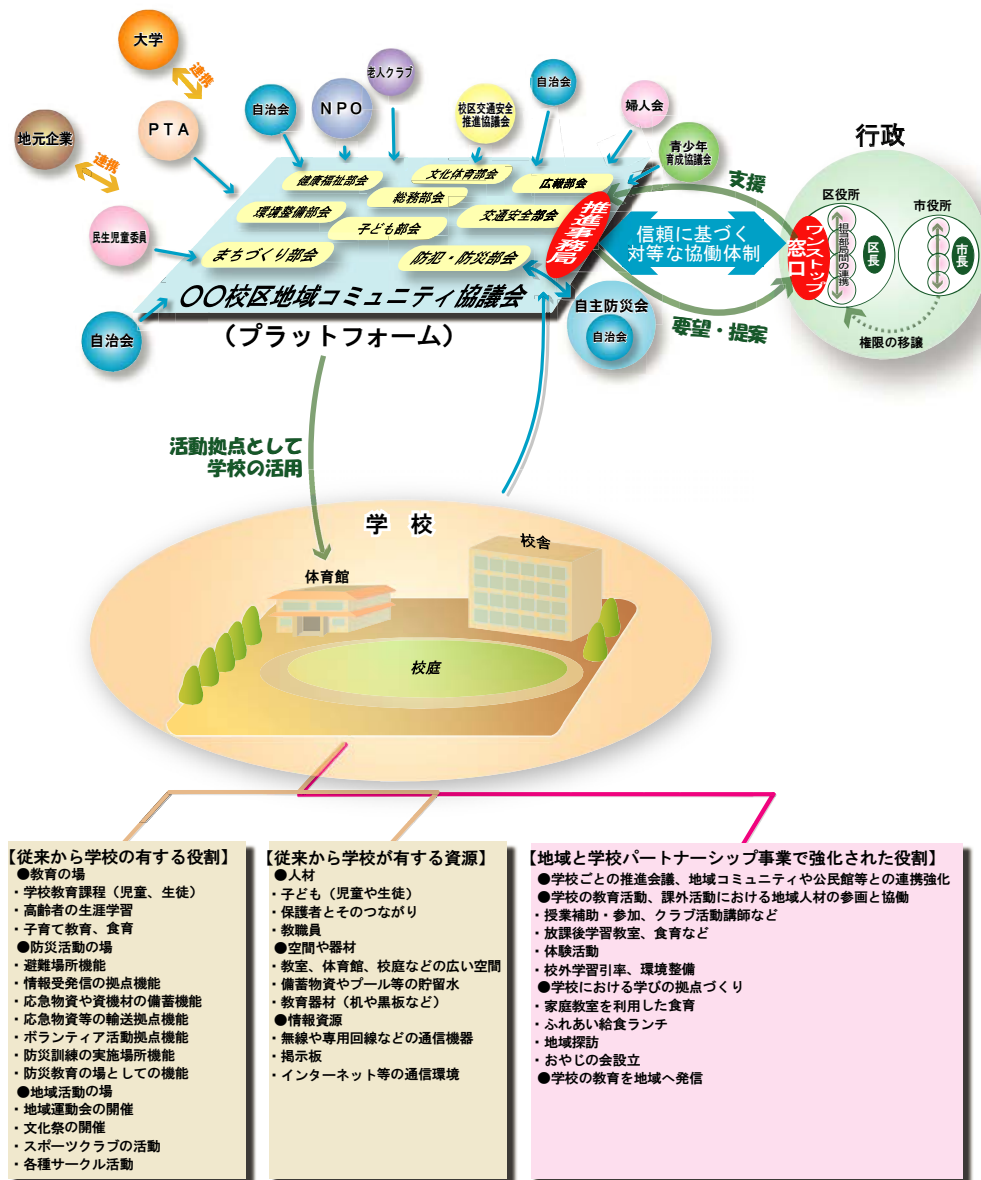 大学
連携
地元企業
連携
PTA
自治会
NPO
老人クラブ
校区交通安全
推進協議会
自治会
婦人会
青少年
育成協議会
民生児童委員
自治会
健康福祉部会
文化体育部会
広報部会
環境整備部会
総務部会
交通安全部会
子ども部会
まちづくり部会
防犯・防災部会
推進事務局
〇〇校区地域コミュニティ協議会
(プラットフォーム)
自主防災会
自治会
支援
信頼に基づく
対等な協働体制
要望・提案
行政
区役所
市役所
ワンストップ
窓口
担当部局間の連携
区長
市長
権限の移譲
活動拠点として
学校の活用
学 校
体育館
校舎
校庭
【従来から学校の有する役割】
●教育の場
・学校教育課程(児童、生徒)
・高齢者の生涯学習
・子育て教育、食育
●防災活動の場
・避難場所機能
・情報受発信の拠点機能
・応急物資や資機材の備蓄機能
・応急物資等の輸送拠点機能
・ボランティア活動拠点機能
・防災訓練の実施場所機能
・防災教育の場としての機能
●地域活動の場
・地域運動会の開催
・文化祭の開催
・スポーツクラブの活動
・各種サークル活動
【従来から学校が有する資源】
●人材
・子ども(児童や生徒)
・保護者とそのつながり
・教職員
●空間や器材
・教室、体育館、校庭などの広い空間
・備蓄物資やプール等の貯留水
・教育器材(机や黒板など)
●情報資源
・無線や専用回線などの通信機器
・掲示板
・インターネット等の通信環境
【地域と学校パートナーシップ事業で強化された役割】
●学校ごとの推進会議、地域コミュニティや公民館等との連携強化
●学校の教育活動、課外活動における地域人材の参画と協働
・授業補助・参加、クラブ活動講師など
・放課後学習教室、食育など
・体験活動
・校外学習引率、環境整備
●学校における学びの拠点づくり
・家庭教室を利用した食育
・ふれあい給食ランチ
・地域探訪
・おやじの会設立
●学校の教育を地域へ発信